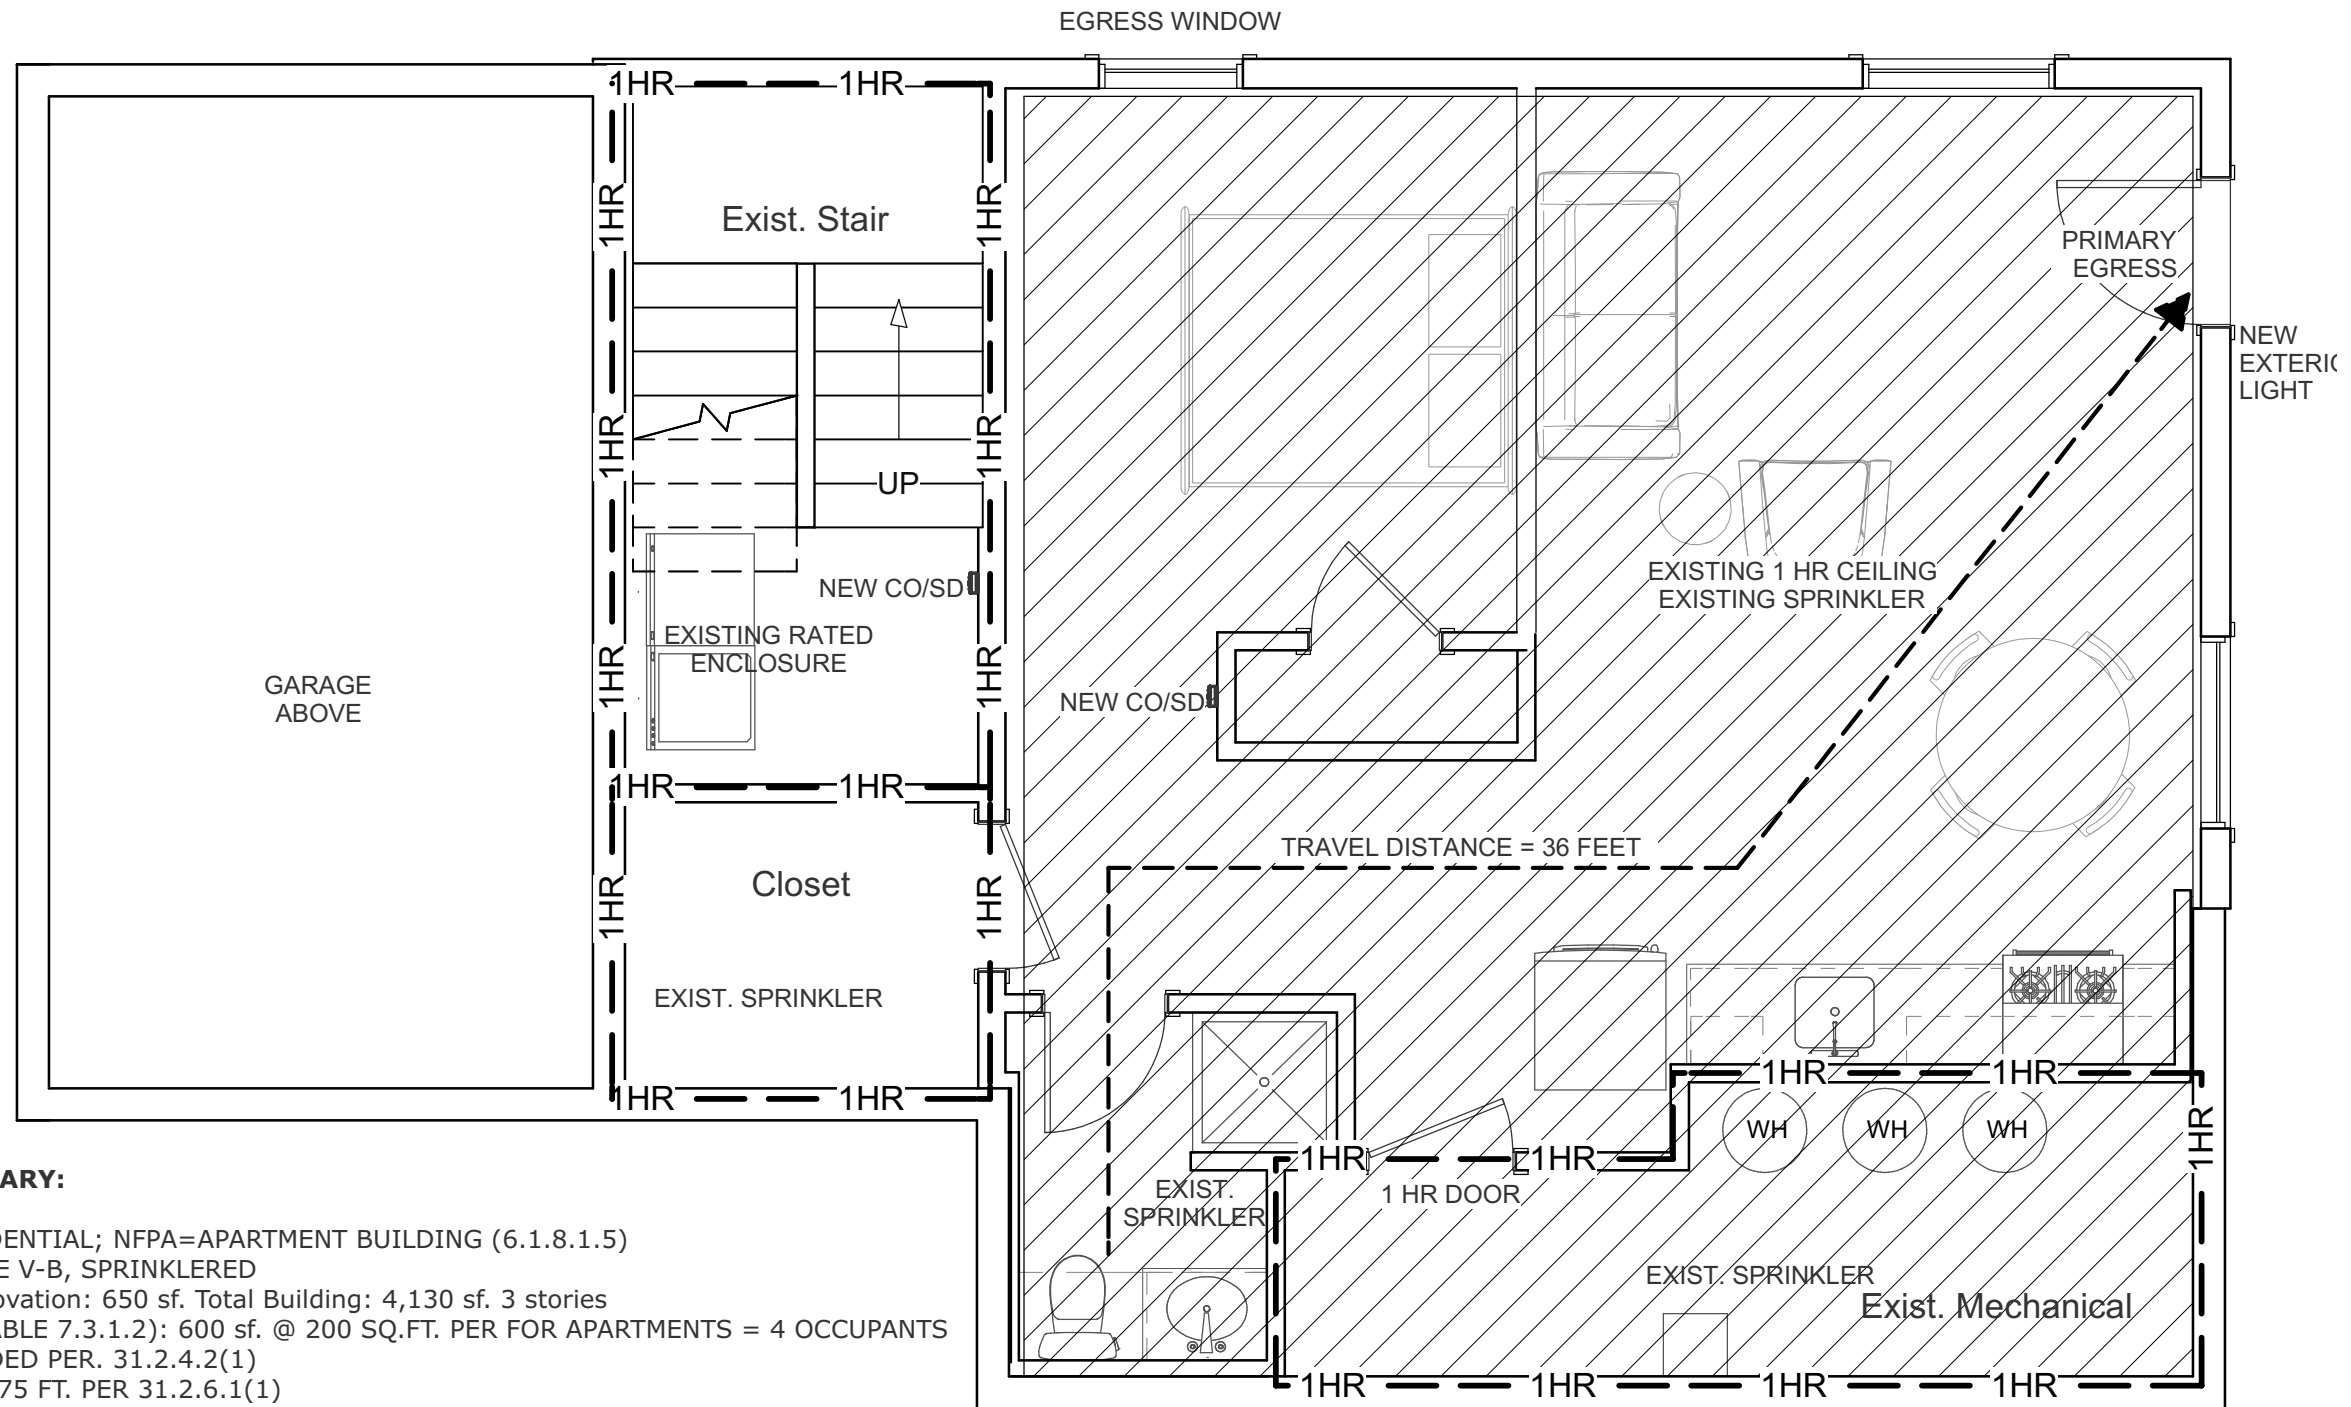 EGRESS WINDOW
1HR
1HR
1HR
1HR
Exist. Stair
PRIMARY
EGRESS
NEW
LIGHT
1HR
1HR
UP
NEW CO/SD
EXISTING RATED
ENCLOSURE
1HR
1HR
EXISTING 1 HR CEILING
EXISTING SPRINKLER
GARAGE
ABOVE
NEW CO/SD
1HR
1HR
TRAVEL DISTANCE = 36 FEET
Closet
1HR
1HR
EXIST. SPRINKLER
1HR
1HR
1HR
1HR
WH
WH
WH
1HR
1HR
1HR
1 HR DOOR
EXIST.
SPRINKLER
EXIST. SPRINKLER
Exist. Mechanical
1HR
1HR
1HR
1HR
ARY:
DENTIAL; NFPA=APARTMENT BUILDING (6.1.8.1.5)
E V-B, SPRINKLERED
ovation: 650 sf. Total Building: 4,130 sf. 3 stories
ABLE 7.3.1.2): 600 sf. @ 200 SQ.FT. PER FOR APARTMENTS = 4 OCCUPANTS
DED PER. 31.2.4.2(1)
75 FT. PER 31.2.6.1(1)